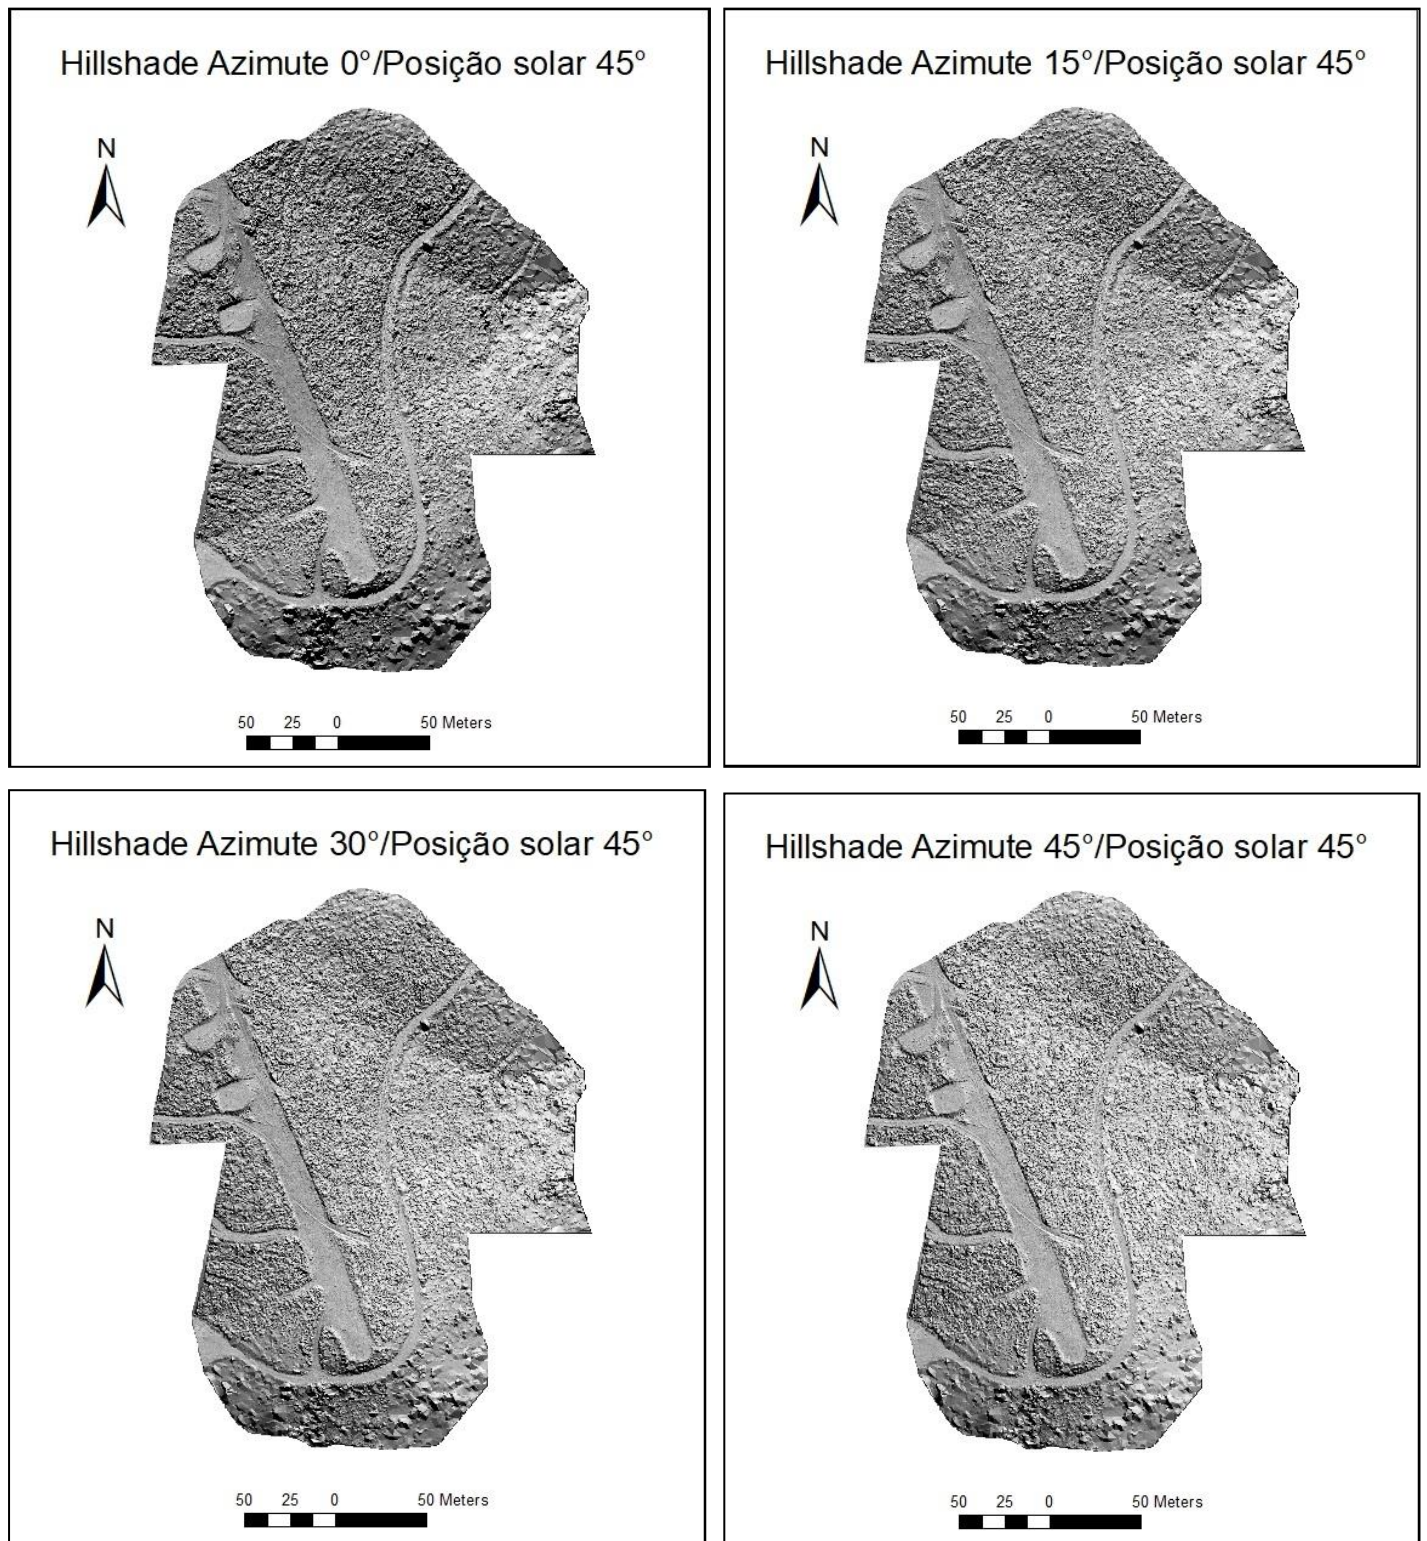 Hillshade Azimute 0°/Posição solar 45°
N
50 25 0 50 Meters
Hillshade Azimute 15°/Posição solar 45°
N
50 25 0 50 Meters
Hillshade Azimute 30°/Posição solar 45°
N
50 25 0 50 Meters
Hillshade Azimute 45°/Posição solar 45°
N
50 25 0 50 Meters